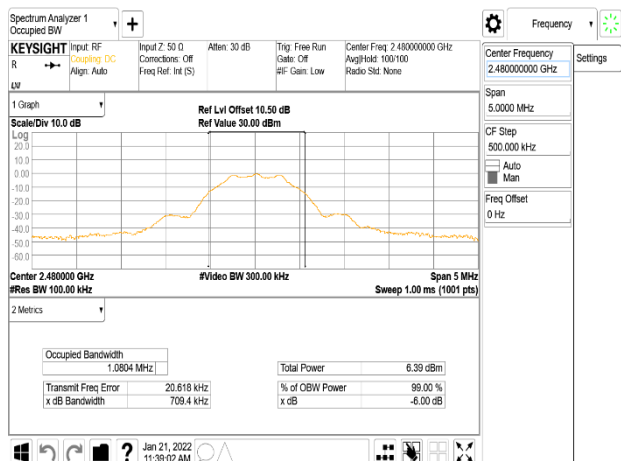 Spectrum Analyzer 1
Occupied BW
Frequency
KEYSIGHT
R
Input: RF
Coupling: DC
Align: Auto
Input Z: 50 Ω
Corrections: Off
Freq Ref: Int (S)
Atten: 30 dB
Trig: Free Run
Gate: Off
#IF Gain: Low
Center Freq: 2.480000000 GHz
Avg|Hold: 100/100
Radio Std: None
Center Frequency
2.480000000 GHz
Settings
Span
5.0000 MHz
CF Step
500.000 kHz
Auto
Man
Freq Offset
0 Hz
1 Graph
Scale/Div 10.0 dB
Ref Lvl Offset 10.50 dB
Ref Value 30.00 dBm
Log
20.0
10.0
0.00
-10.0
-20.0
-30.0
-40.0
-50.0
-60.0
Center 2.480000 GHz
#Res BW 100.00 kHz
#Video BW 300.00 kHz
Span 5 MHz
Sweep 1.00 ms (1001 pts)
2 Metrics
Occupied Bandwidth
1.0804 MHz
Total Power 6.39 dBm
Transmit Freq Error 20.618 kHz
% of OBW Power 99.00 %
x dB Bandwidth 709.4 kHz
x dB -6.00 dB
Jan 21, 2022
11:39:02 AM